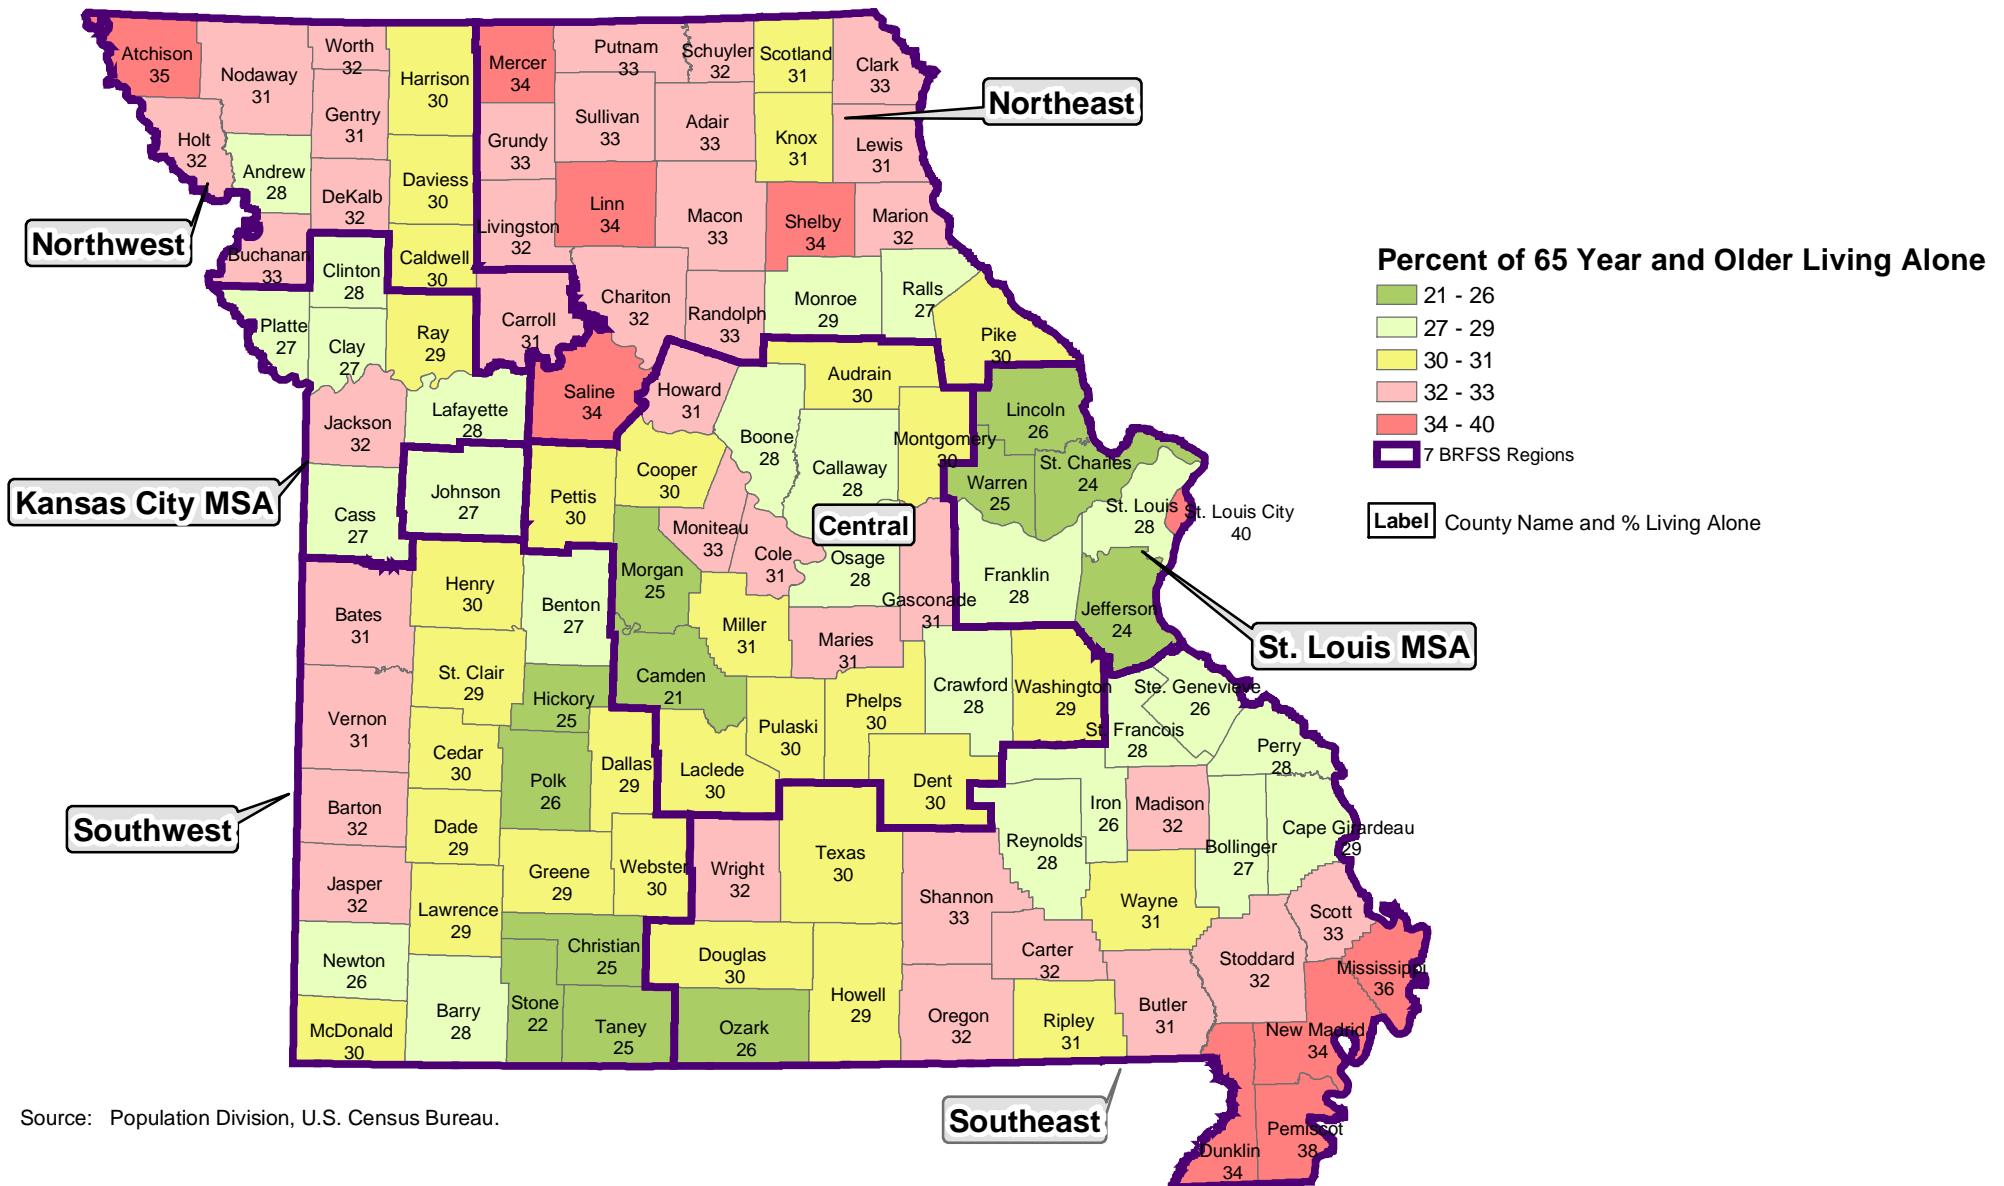 Atchison
35
Nodaway
31
Worth
32
Harrison
30
Mercer
34
Putnam
33
Schuyler
32
Scotland
31
Clark
33
Northeast
Holt
32
Andrew
28
Gentry
31
DeKalb
32
Daviess
30
Grundy
33
Sullivan
33
Adair
33
Knox
31
Lewis
31
Northwest
Buchanan
33
Clinton
28
Caldwell
30
Livingston
32
Linn
34
Macon
33
Shelby
34
Marion
32
Percent of 65 Year and Older Living Alone
21 - 26
27 - 29
30 - 31
32 - 33
34 - 40
7 BRFSS Regions
Label County Name and % Living Alone
Platte
27
Clay
27
Ray
29
Carroll
31
Chariton
32
Randolph
33
Monroe
29
Ralls
27
Pike
30
Jackson
32
Lafayette
28
Saline
34
Howard
31
Audrain
30
Boone
28
Callaway
28
Montgomery
30
Lincoln
26
Warren
25
St. Charles
24
St. Louis
28
St. Louis City
40
Kansas City MSA
Cass
27
Johnson
27
Pettis
30
Cooper
30
Moniteau
33
Cole
31
Central
Osage
28
Gasconade
31
Franklin
28
Jefferson
24
St. Louis MSA
Bates
31
Henry
30
Benton
27
Morgan
25
Miller
31
Maries
31
Vernon
31
St. Clair
29
Hickory
25
Camden
21
Pulaski
30
Phelps
30
Crawford
28
Washington
29
Ste. Genevieve
26
St. Francois
28
Perry
28
Southwest
Barton
32
Cedar
30
Polk
26
Dallas
29
Laclede
30
Dent
30
Reynolds
28
Iron
26
Madison
32
Bollinger
27
Cape Girardeau
29
Jasper
32
Dade
29
Greene
29
Webster
30
Wright
32
Texas
30
Shannon
33
Wayne
31
Scott
33
Newton
26
Lawrence
29
Christian
25
Douglas
30
Howell
29
Carter
32
Butler
31
Stoddard
32
Mississippi
36
McDonald
30
Barry
28
Stone
22
Taney
25
Ozark
26
Oregon
32
Ripley
31
New Madrid
34
Southeast
Dunklin
34
Pemiscot
38
Source: Population Division, U.S. Census Bureau.